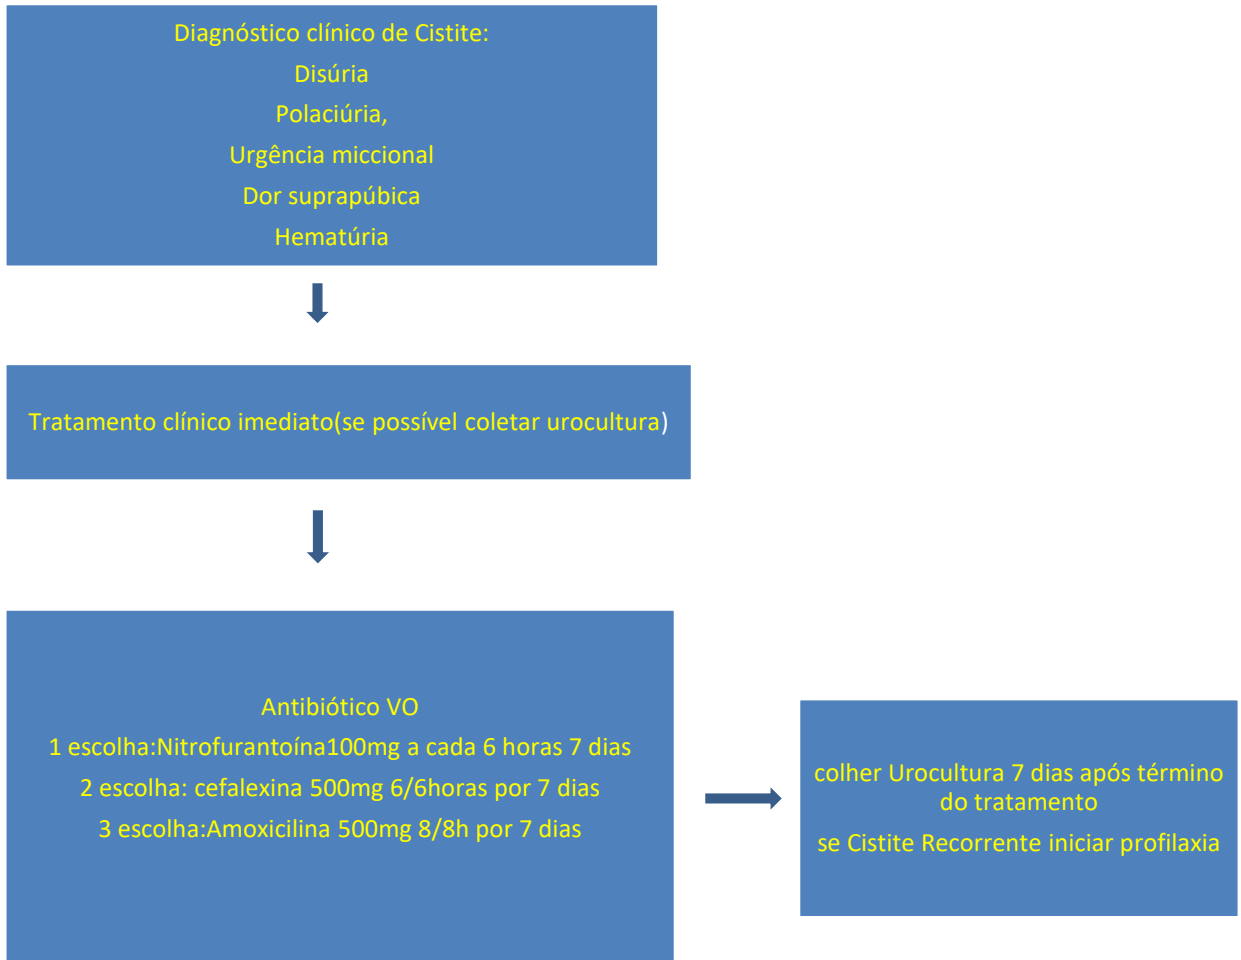 Diagnóstico clínico de Cistite:
Disúria
Polaciúria,
Urgência miccional
Dor suprapúbica
Hematúria
Tratamento clínico imediato(se possível coletar urocultura)
Antibiótico VO
1 escolha:Nitrofurantoína100mg a cada 6 horas 7 dias
2 escolha: cefalexina 500mg 6/6horas por 7 dias
3 escolha:Amoxicilina 500mg 8/8h por 7 dias
colher Urocultura 7 dias após término
do tratamento
se Cistite Recorrente iniciar profilaxia